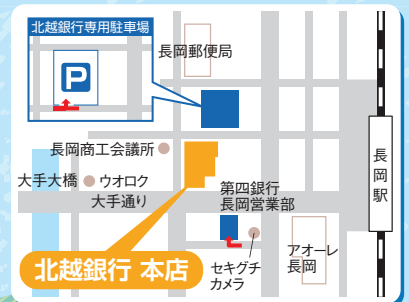 北越銀行専用駐車場
P
長岡郵便局
長岡商工会議所
大手大橋
ウオロク
大手通り
第四銀行
長岡営業部
長岡駅
北越銀行 本店
セキグチ
カメラ
アオーレ
長岡